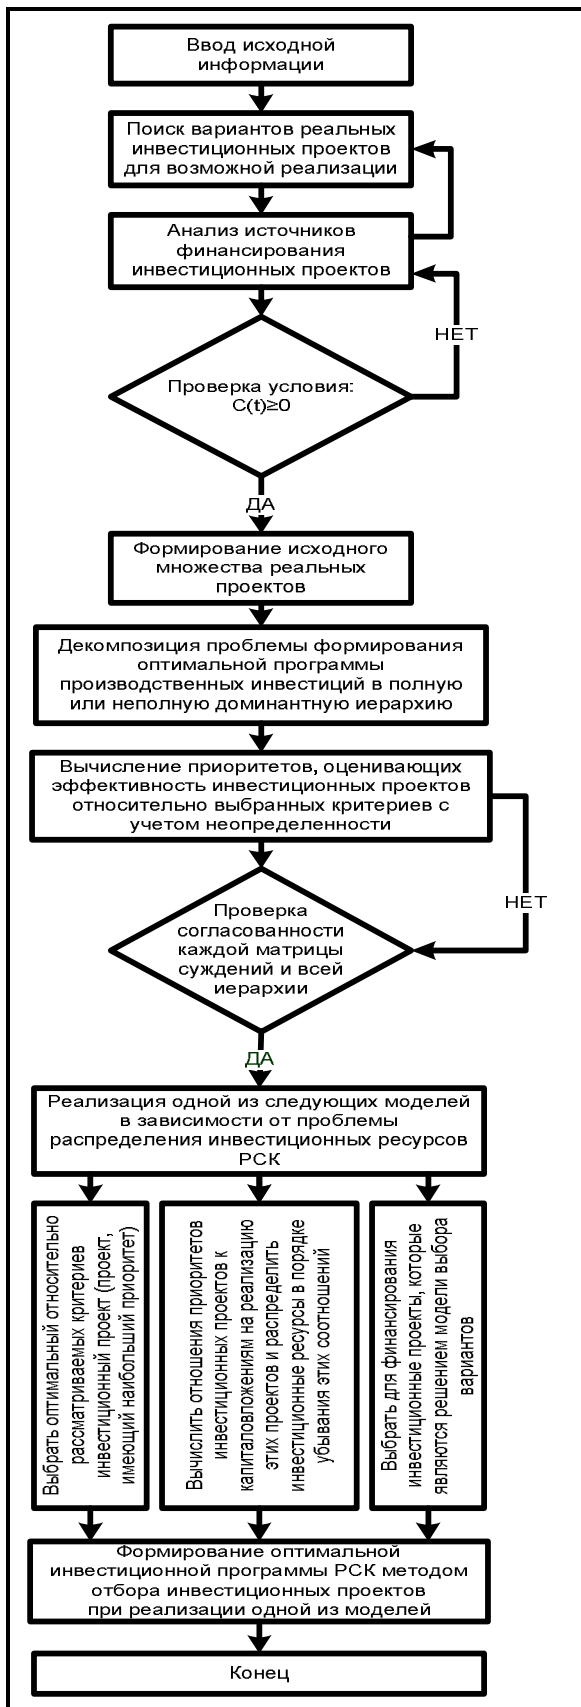 Ввод исходной
информации
Поиск вариантов реальных
инвестиционных проектов
для возможной реализации
Анализ источников
финансирования
инвестиционных проектов
НЕТ
Проверка условия:
C(t)≥0
ДА
Формирование исходного
множества реальных
проектов
Декомпозиция проблемы формирования
оптимальной программы
производственных инвестиций в полную
или неполную доминантную иерархию
Вычисление приоритетов, оценивающих
эффективность инвестиционных проектов
относительно выбранных критериев с
учетом неопределенности
НЕТ
Проверка
согласованности
каждой матрицы
суждений и всей
иерархии
ДА
Реализация одной из следующих моделей
в зависимости от проблемы
распределения инвестиционных ресурсов
РСК
Выбрать оптимальный относительно
рассматриваемых критериев
инвестиционный проект (проект,
имеющий наибольший приоритет)
Вычислить отношения приоритетов
инвестиционных проектов к
капиталовложениям на реализацию
этих проектов и распределить
инвестиционные ресурсы в порядке
убывания этих соотношений
Выбрать для финансирования
инвестиционные проекты, которые
являются решением модели выбора
вариантов
Формирование оптимальной
инвестиционной программы РСК методом
отбора инвестиционных проектов
при реализации одной из моделей
Конец